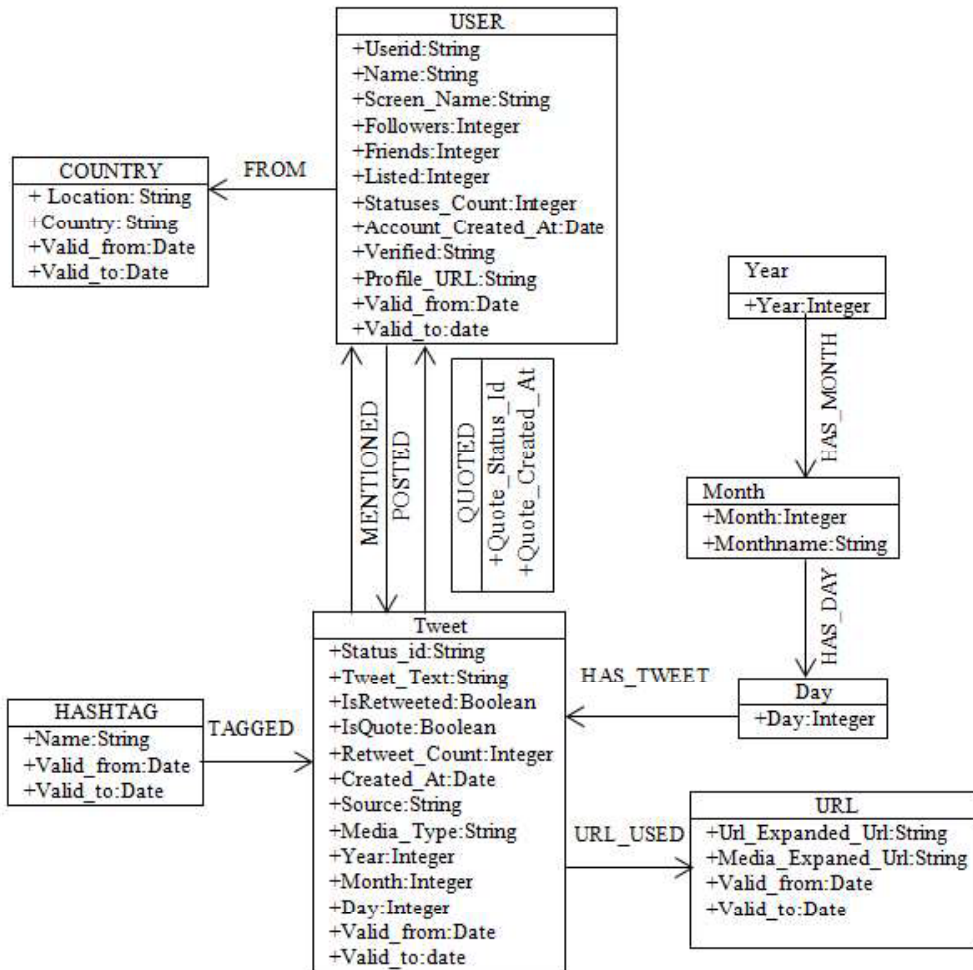 USER
+Userid:String
+Name:String
+Screen_Name:String
+Followers:Integer
+Friends:Integer
+Listed:Integer
+Statuses_Count:Integer
+Account_Created_At:Date
+Verified:String
+Profile_URL:String
+Valid_from:Date
+Valid_to:date
COUNTRY
+ Location: String
+Country: String
+Valid_from:Date
+Valid_to:Date
FROM
Year
+Year:Integer
HAS_MONTH
Month
+Month:Integer
+Monthname:String
HAS_DAY
Day
+Day:Integer
HAS_TWEET
MENTIONED
POSTED
QUOTED
+Quote_Status_Id
+Quote_Created_At
Tweet
+Status_id:String
+Tweet_Text:String
+IsRetweeted:Boolean
+IsQuote:Boolean
+Retweet_Count:Integer
+Created_At:Date
+Source:String
+Media_Type:String
+Year:Integer
+Month:Integer
+Day:Integer
+Valid_from:Date
+Valid_to:date
HASHTAG
+Name:String
+Valid_from:Date
+Valid_to:Date
TAGGED
URL_USED
URL
+Url_Expanded_Url:String
+Media_Expaned_Url:String
+Valid_from:Date
+Valid_to:Date